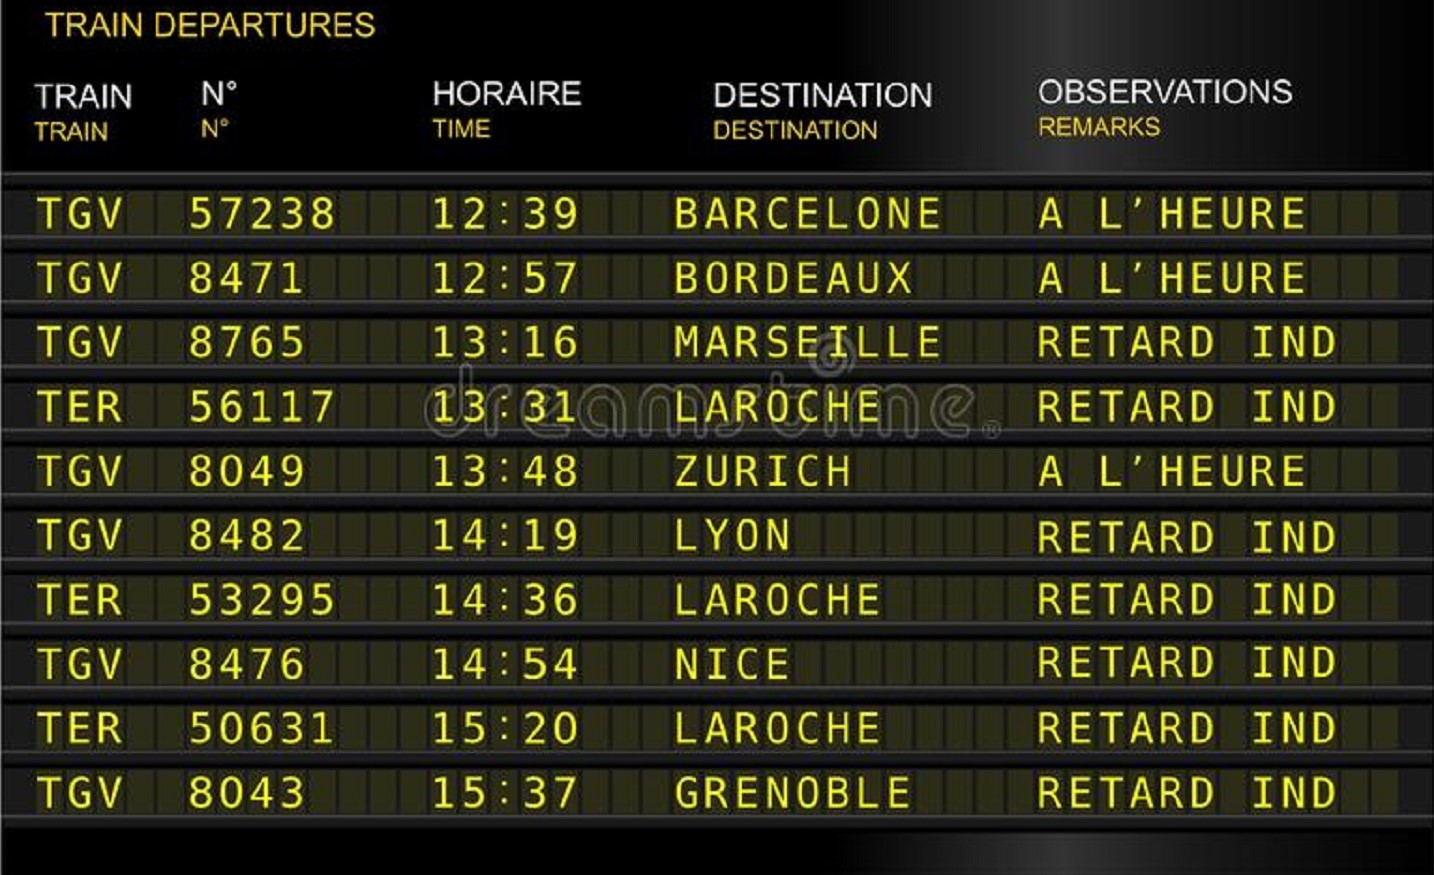 TRAIN DEPARTURES
TRAIN N° HORAIRE DESTINATION OBSERVATIONS
TRAIN N° TIME DESTINATION REMARKS
TGV 57238 12:39 BARCELONE A L'HEURE
TGV 8471 12:57 BORDEAUX A L'HEURE
TGV 8765 13:16 MARSEILLE RETARD IND
TER 56117 13:31 LAROCHE RETARD IND
dreamstime®
TGV 8049 13:48 ZURICH A L'HEURE
TGV 8482 14:19 LYON RETARD IND
TER 53295 14:36 LAROCHE RETARD IND
TGV 8476 14:54 NICE RETARD IND
TER 50631 15:20 LAROCHE RETARD IND
TGV 8043 15:37 GRENOBLE RETARD IND